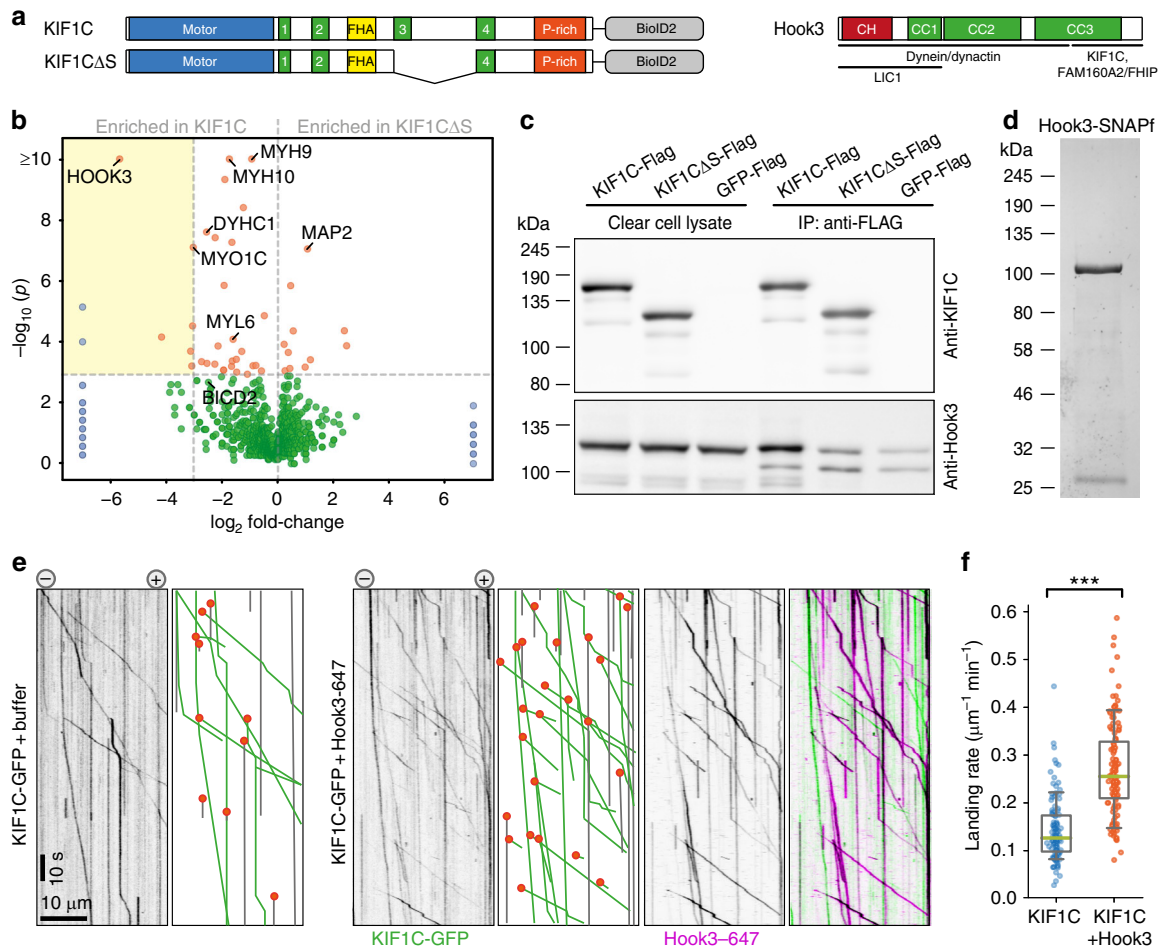 a
KIF1C Motor 1 2 FHA 3 4 P-rich BioID2
KIF1CΔS Motor 1 2 FHA 4 P-rich BioID2
Hook3 CH CC1 CC2 CC3
Dynein/dynactin
KIF1C,
FAM160A2/FHIP
LIC1
b
Enriched in KIF1C Enriched in KIF1CΔS
≥10
8
6
4
2
0
–log10 (p)
HOOK3
MYH9
MYH10
DYHC1
MAP2
MYO1C
MYL6
BICD2
−6 −4 −2 0 2 4 6
log2 fold-change
c
KIF1C-Flag KIF1CΔS-Flag GFP-Flag KIF1C-Flag KIF1CΔS-Flag GFP-Flag
kDa Clear cell lysate IP: anti-FLAG
245
190
135
100
80
Anti-KIF1C
135
100
Anti-Hook3
d
Hook3-SNAPf
kDa
245
190
135
100
80
58
46
32
25
e
− + − +
KIF1C-GFP + buffer
10 s
10 μm
KIF1C-GFP + Hook3-647
KIF1C-GFP Hook3–647
f
***
0.6
0.5
0.4
0.3
0.2
0.1
0.0
Landing rate (μm−1 min−1)
KIF1C KIF1C
+Hook3